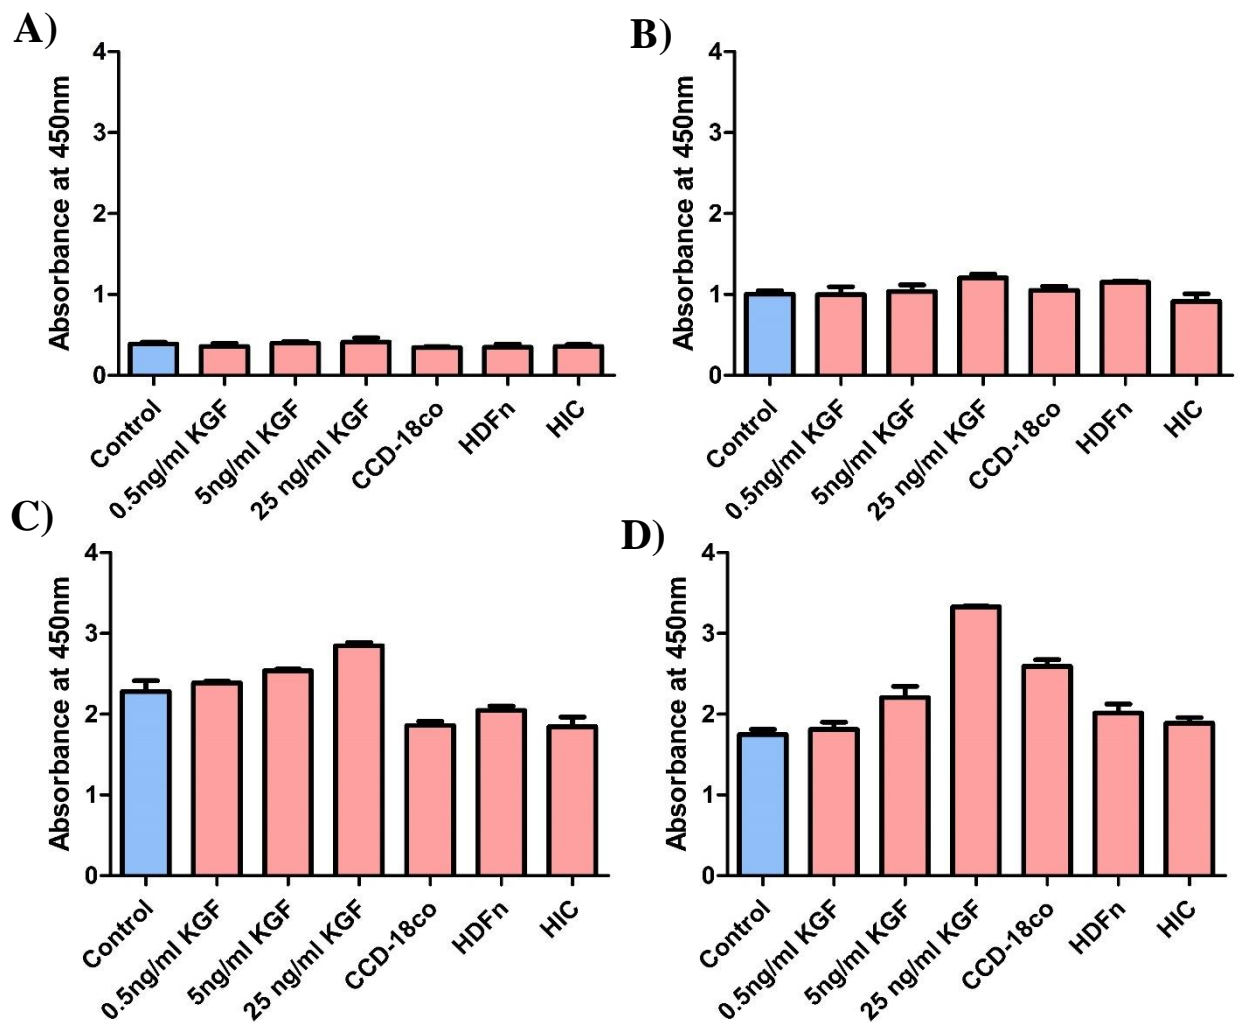 A)
Absorbance at 450nm
4
3
2
1
0
Control
0.5ng/ml KGF
5ng/ml KGF
25 ng/ml KGF
CCD-18co
HDFn
HIC
B)
Absorbance at 450nm
4
3
2
1
0
Control
0.5ng/ml KGF
5ng/ml KGF
25 ng/ml KGF
CCD-18co
HDFn
HIC
C)
Absorbance at 450nm
4
3
2
1
0
Control
0.5ng/ml KGF
5ng/ml KGF
25 ng/ml KGF
CCD-18co
HDFn
HIC
D)
Absorbance at 450nm
4
3
2
1
0
Control
0.5ng/ml KGF
5ng/ml KGF
25 ng/ml KGF
CCD-18co
HDFn
HIC